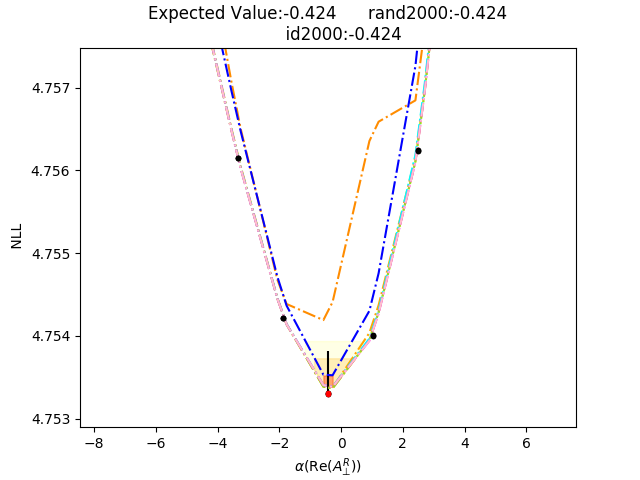 Expected Value:-0.424 rand2000:-0.424
id2000:-0.424
4.757
4.756
4.755
4.754
4.753
NLL
−8 −6 −4 −2 0 2 4 6
α(Re(A_⊥^R))